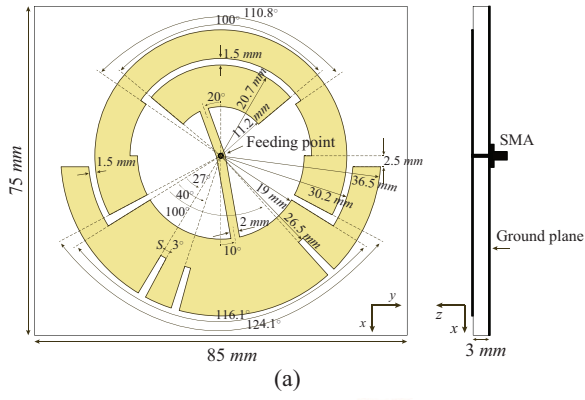 110.8°
100°
1.5 mm
20.7 mm
20°
11.2 mm
Feeding point
2.5 mm
1.5 mm
27°
36.5 mm
40°
30.2 mm
19 mm
100°
2 mm
26.5 mm
S, 3°
10°
116.1°
124.1°
75 mm
85 mm
y
x
SMA
Ground plane
z
x
3 mm
(a)